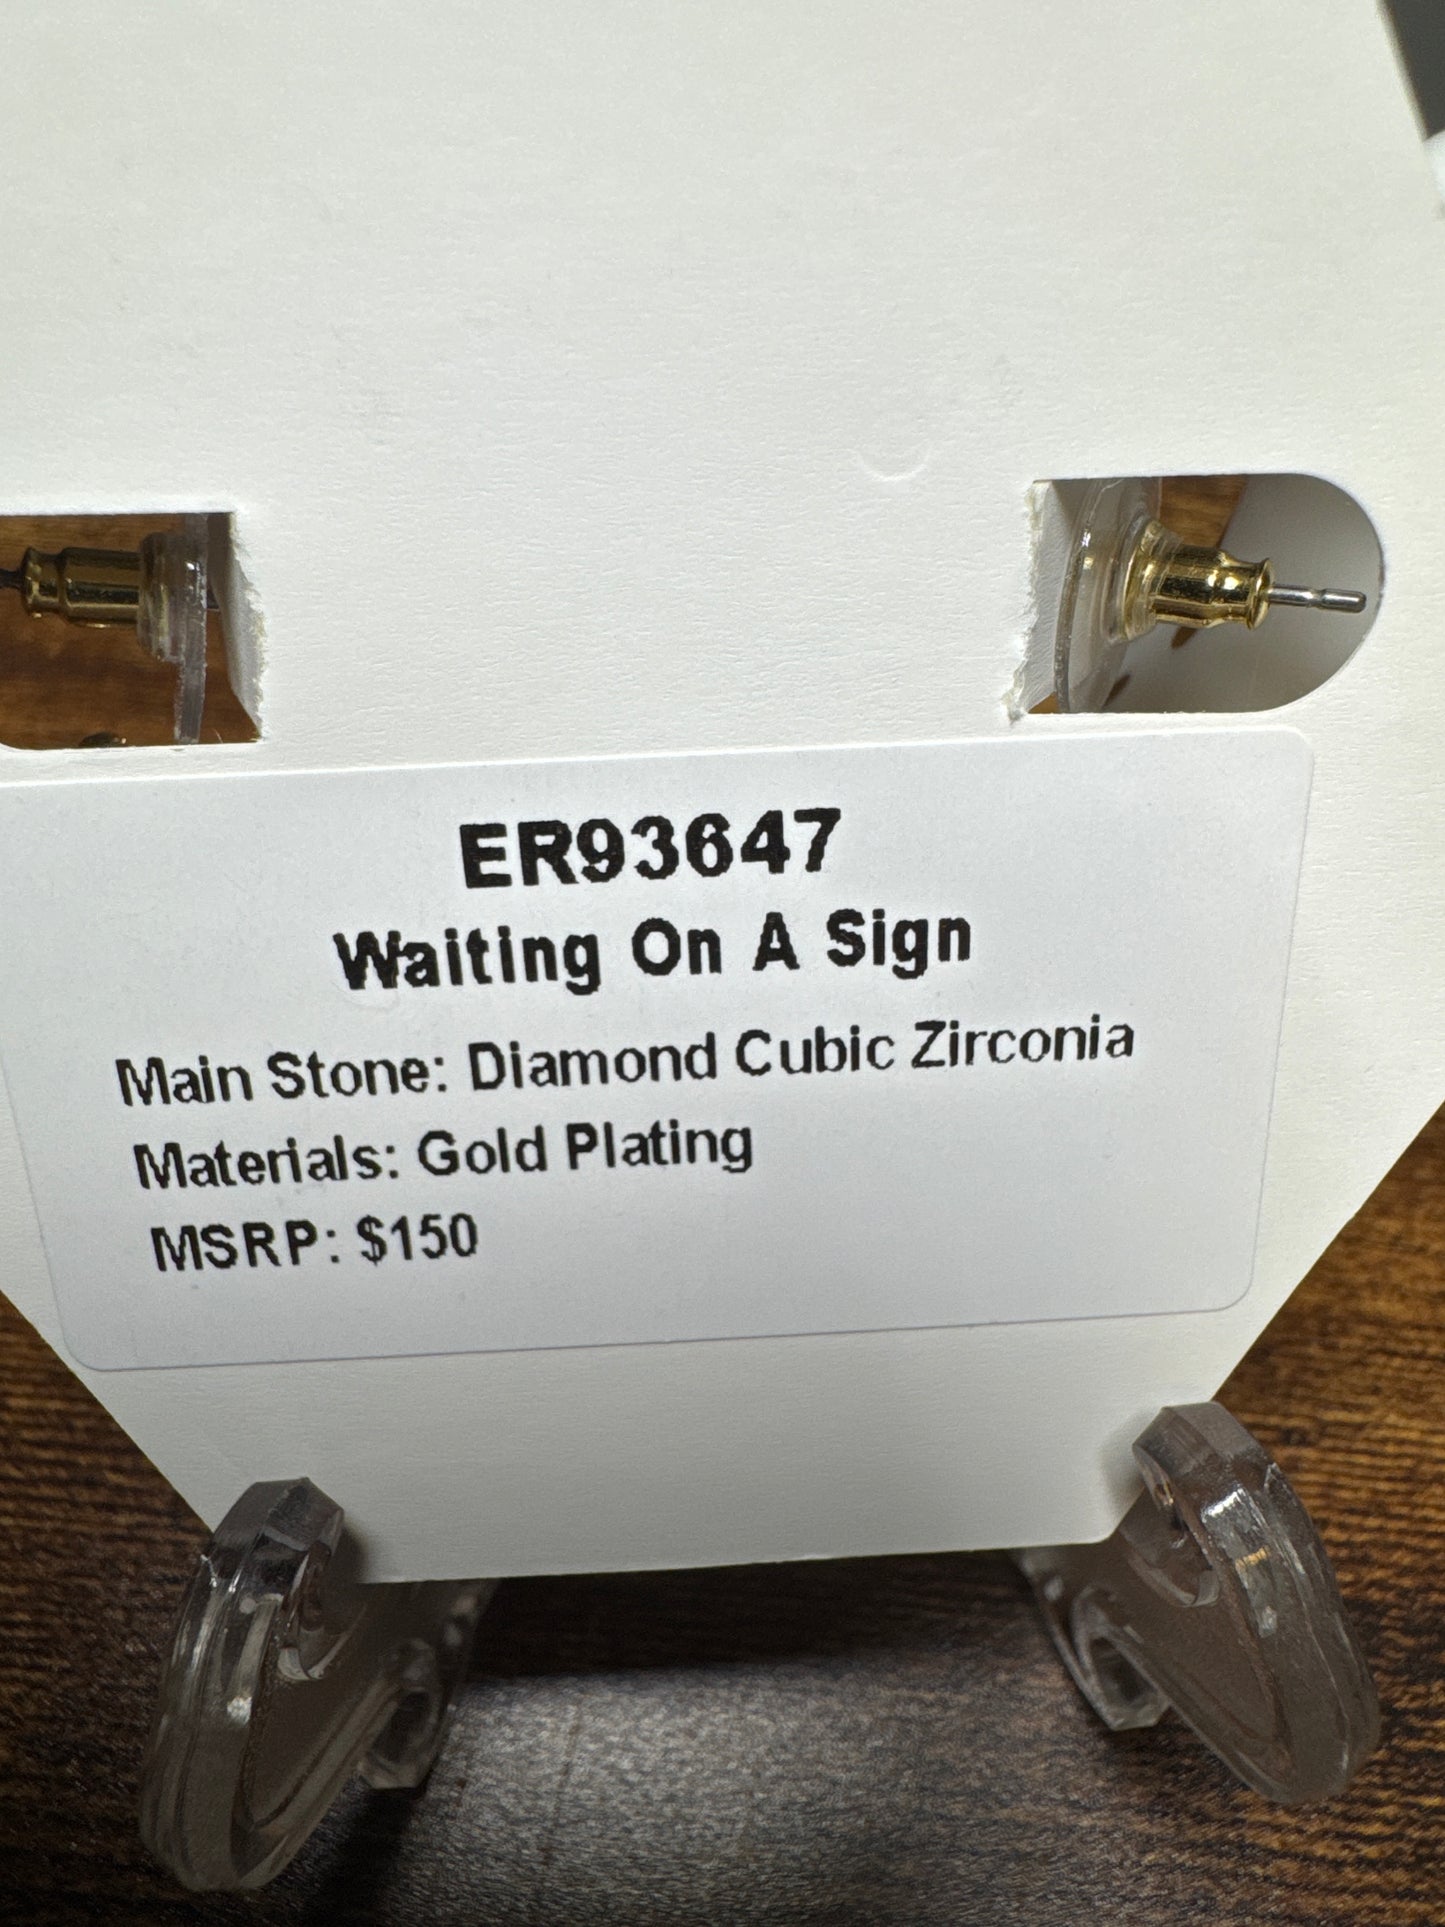 ER93647
Waiting On A Sign
Main Stone: Diamond Cubic Zirconia
Materials: Gold Plating
MSRP: $150